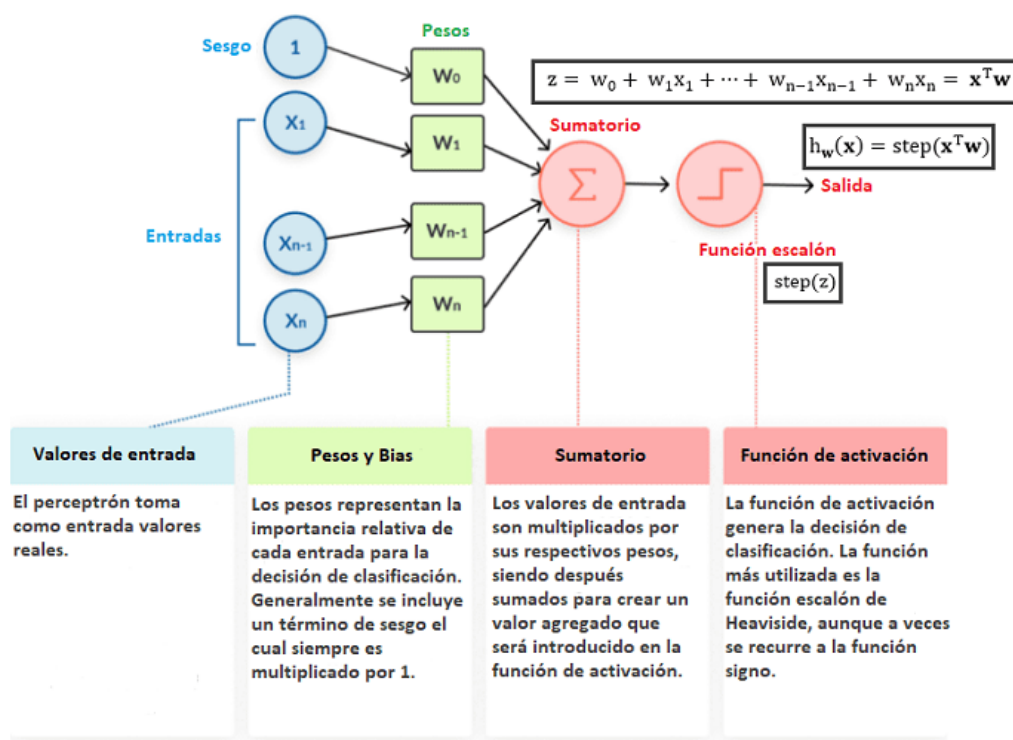 Sesgo
1
Pesos
W₀
z = w₀ + w₁x₁ + ⋯ + wₙ₋₁xₙ₋₁ + wₙxₙ = xᵀw
X₁
W₁
Sumatorio
h_w(x) = step(xᵀw)
Σ
Salida
Entradas
Xₙ₋₁
Wₙ₋₁
Función escalón
step(z)
Xₙ
Wₙ
Valores de entrada
El perceptrón toma
como entrada valores
reales.
Pesos y Bias
Los pesos representan la
importancia relativa de
cada entrada para la
decisión de clasificación.
Generalmente se incluye
un término de sesgo el
cual siempre es
multiplicado por 1.
Sumatorio
Los valores de entrada
son multiplicados por
sus respectivos pesos,
siendo después
sumados para crear un
valor agregado que
será introducido en la
función de activación.
Función de activación
La función de activación
genera la decisión de
clasificación. La función
más utilizada es la
función escalón de
Heaviside, aunque a veces
se recurre a la función
signo.